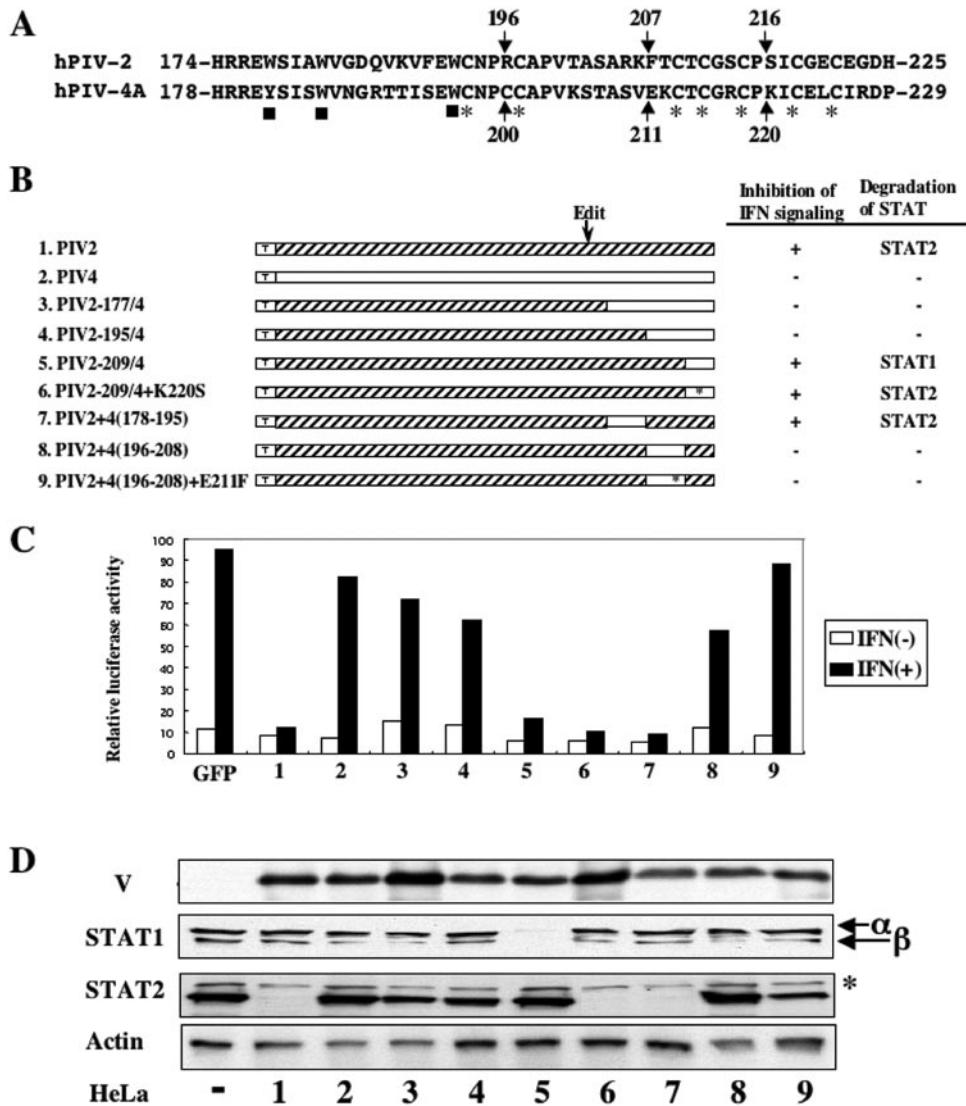 A
196 207 216
hPIV-2 174-HRREWSIAWVGDQVKVFEWCNPRCAPVTASARKFTCTCGSCPSICGECEGDH-225
hPIV-4A 178-HRREYSISWVNGRTTISEWCNPCCAPVKSTASVEKCTCGRCPKICELCIRDP-229
* * * * * * *
200 211 220
B
Inhibition of IFN signaling
Degradation of STAT
Edit
1. PIV2 T + STAT2
2. PIV4 T - -
3. PIV2-177/4 T - -
4. PIV2-195/4 T - -
5. PIV2-209/4 T + STAT1
6. PIV2-209/4+K220S T * + STAT2
7. PIV2+4(178-195) T + STAT2
8. PIV2+4(196-208) T - -
9. PIV2+4(196-208)+E211F T * - -
C
Relative luciferase activity
100
90
80
70
60
50
40
30
20
10
0
GFP 1 2 3 4 5 6 7 8 9
IFN(-)
IFN(+)
D
V
STAT1 α β
STAT2 *
Actin
HeLa - 1 2 3 4 5 6 7 8 9